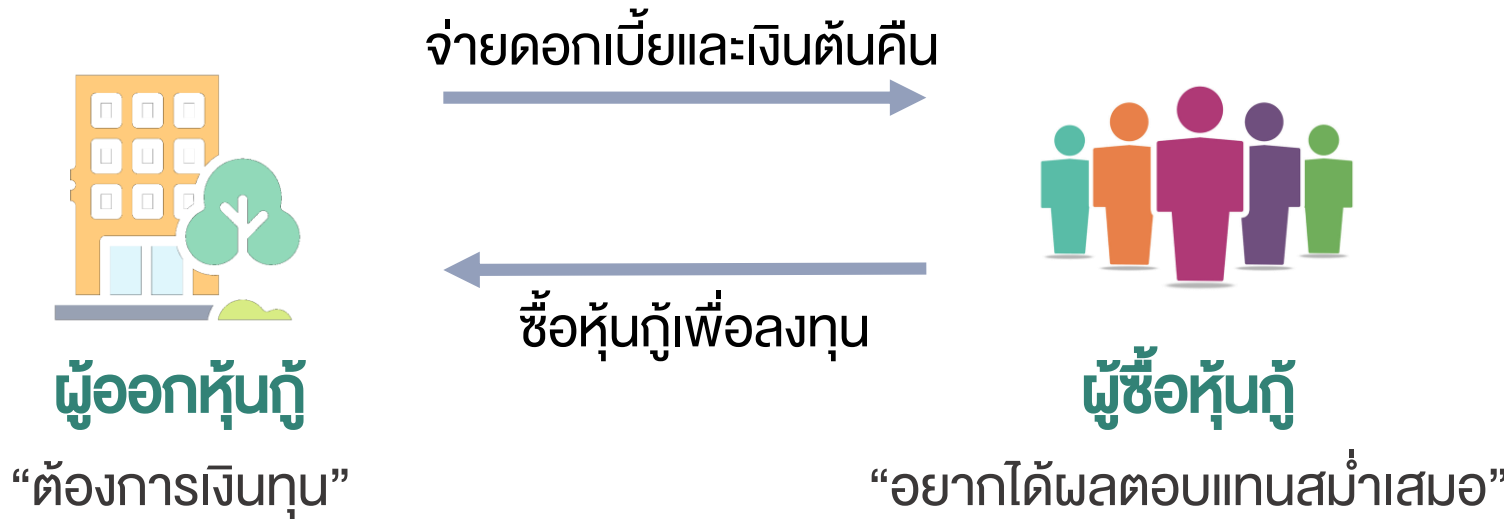 จ่ายดอกเบี้ยและเงินต้นคืน
ซื้อหุ้นกู้เพื่อลงทุน
ผู้ออกหุ้นกู้
ผู้ซื้อหุ้นกู้
“ต้องการเงินทุน”
“อยากได้ผลตอบแทนสม่ำเสมอ”